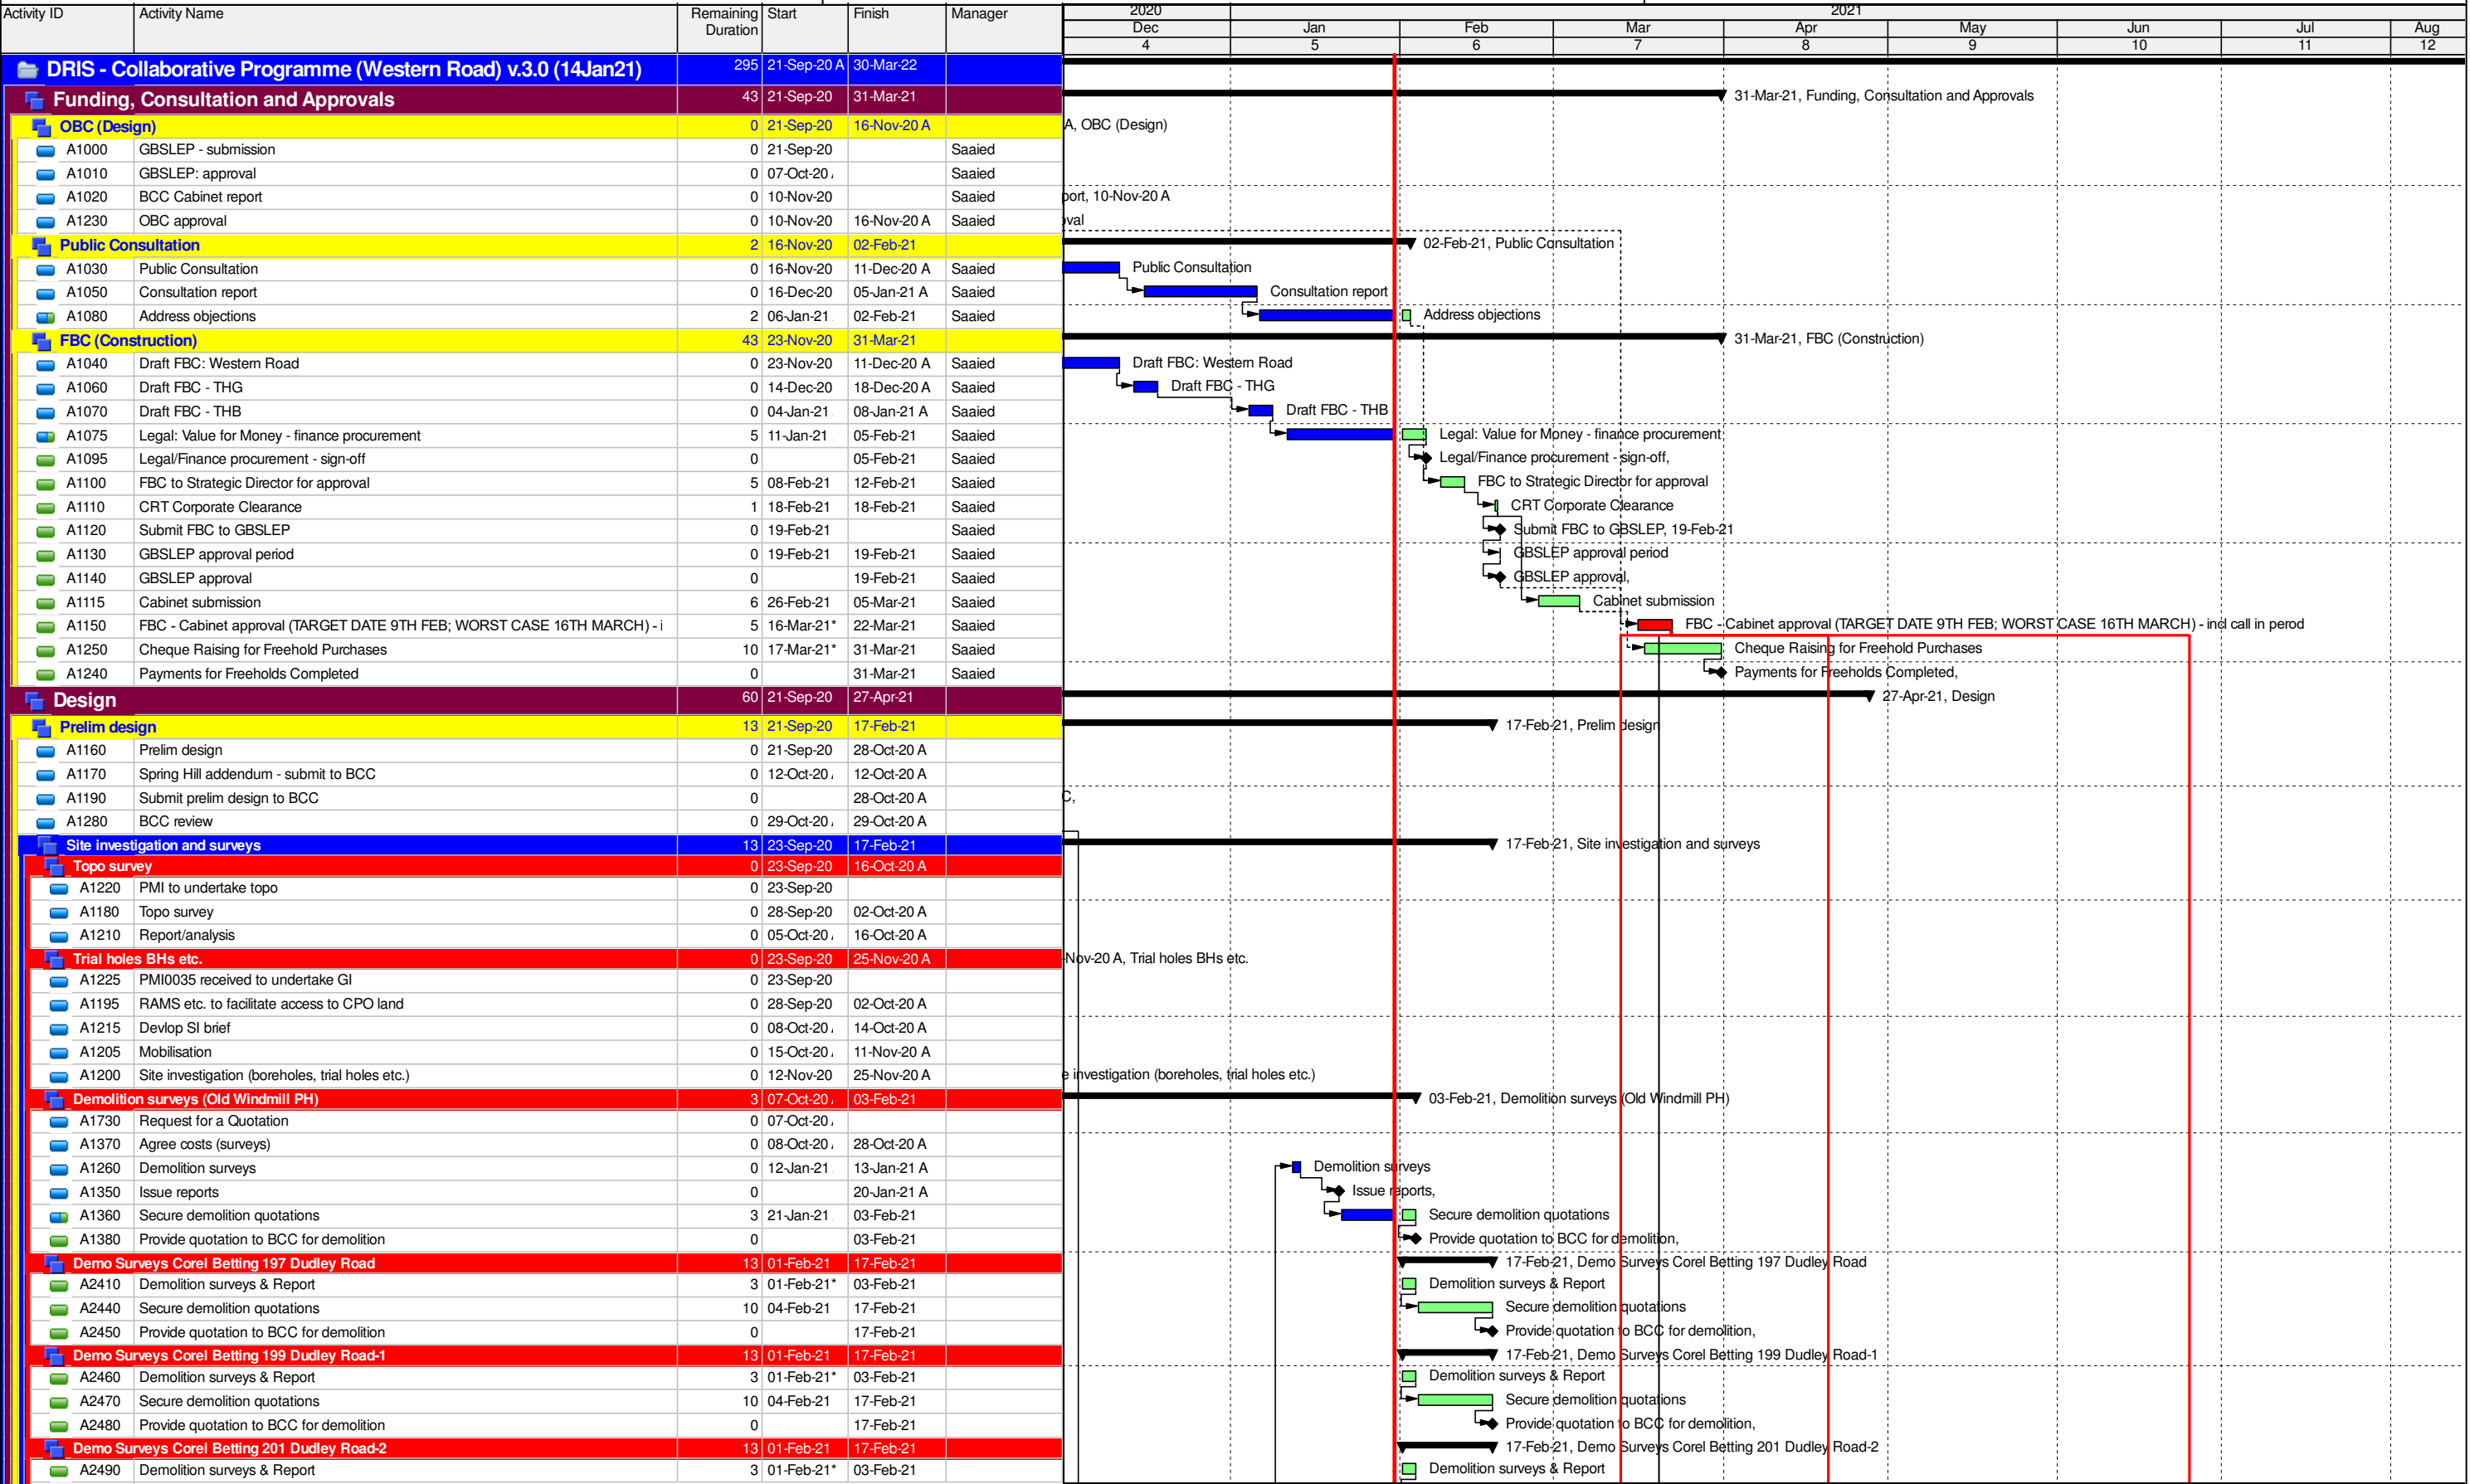 Activity ID Activity Name Remaining Duration Start Finish Manager 2020 2021
Dec Jan Feb Mar Apr May Jun Jul Aug
4 5 6 7 8 9 10 11 12
DRIS - Collaborative Programme (Western Road) v.3.0 (14Jan21) 295 21-Sep-20 A 30-Mar-22
Funding, Consultation and Approvals 43 21-Sep-20 31-Mar-21 31-Mar-21, Funding, Consultation and Approvals
OBC (Design) 0 21-Sep-20 16-Nov-20 A A, OBC (Design)
A1000 GBSLEP - submission 0 21-Sep-20 Saaied
A1010 GBSLEP: approval 0 07-Oct-20 Saaied
A1020 BCC Cabinet report 0 10-Nov-20 Saaied port, 10-Nov-20 A
A1230 OBC approval 0 10-Nov-20 16-Nov-20 A Saaied oval
Public Consultation 2 16-Nov-20 02-Feb-21 02-Feb-21, Public Consultation
A1030 Public Consultation 0 16-Nov-20 11-Dec-20 A Saaied Public Consultation
A1050 Consultation report 0 16-Dec-20 05-Jan-21 A Saaied Consultation report
A1080 Address objections 2 06-Jan-21 02-Feb-21 Saaied Address objections
FBC (Construction) 43 23-Nov-20 31-Mar-21 31-Mar-21, FBC (Construction)
A1040 Draft FBC: Western Road 0 23-Nov-20 11-Dec-20 A Saaied Draft FBC: Western Road
A1060 Draft FBC - THG 0 14-Dec-20 18-Dec-20 A Saaied Draft FBC - THG
A1070 Draft FBC - THB 0 04-Jan-21 08-Jan-21 A Saaied Draft FBC - THB
A1075 Legal: Value for Money - finance procurement 5 11-Jan-21 05-Feb-21 Saaied Legal: Value for Money - finance procurement
A1095 Legal/Finance procurement - sign-off 0 05-Feb-21 Saaied Legal/Finance procurement - sign-off,
A1100 FBC to Strategic Director for approval 5 08-Feb-21 12-Feb-21 Saaied FBC to Strategic Director for approval
A1110 CRT Corporate Clearance 1 18-Feb-21 18-Feb-21 Saaied CRT Corporate Clearance
A1120 Submit FBC to GBSLEP 0 19-Feb-21 Saaied Submit FBC to GBSLEP, 19-Feb-21
A1130 GBSLEP approval period 0 19-Feb-21 19-Feb-21 Saaied GBSLEP approval period
A1140 GBSLEP approval 0 19-Feb-21 Saaied GBSLEP approval,
A1115 Cabinet submission 6 26-Feb-21 05-Mar-21 Saaied Cabinet submission
A1150 FBC - Cabinet approval (TARGET DATE 9TH FEB; WORST CASE 16TH MARCH) - i 5 16-Mar-21* 22-Mar-21 Saaied FBC - Cabinet approval (TARGET DATE 9TH FEB; WORST CASE 16TH MARCH) - incl call in perod
A1250 Cheque Raising for Freehold Purchases 10 17-Mar-21* 31-Mar-21 Saaied Cheque Raising for Freehold Purchases
A1240 Payments for Freeholds Completed 0 31-Mar-21 Saaied Payments for Freeholds Completed,
Design 60 21-Sep-20 27-Apr-21 27-Apr-21, Design
Prelim design 13 21-Sep-20 17-Feb-21 17-Feb-21, Prelim design
A1160 Prelim design 0 21-Sep-20 28-Oct-20 A
A1170 Spring Hill addendum - submit to BCC 0 12-Oct-20 12-Oct-20 A
A1190 Submit prelim design to BCC 0 28-Oct-20 A C,
A1280 BCC review 0 29-Oct-20 29-Oct-20 A
Site investigation and surveys 13 23-Sep-20 17-Feb-21 17-Feb-21, Site investigation and surveys
Topo survey 0 23-Sep-20 16-Oct-20 A
A1220 PMI to undertake topo 0 23-Sep-20
A1180 Topo survey 0 28-Sep-20 02-Oct-20 A
A1210 Report/analysis 0 05-Oct-20 16-Oct-20 A
Trial holes BHs etc. 0 23-Sep-20 25-Nov-20 A -Nov-20 A, Trial holes BHs etc.
A1225 PMI0035 received to undertake GI 0 23-Sep-20
A1195 RAMS etc. to facilitate access to CPO land 0 28-Sep-20 02-Oct-20 A
A1215 Devlop SI brief 0 08-Oct-20 14-Oct-20 A
A1205 Mobilisation 0 15-Oct-20 11-Nov-20 A
A1200 Site investigation (boreholes, trial holes etc.) 0 12-Nov-20 25-Nov-20 A e investigation (boreholes, trial holes etc.)
Demolition surveys (Old Windmill PH) 3 07-Oct-20 03-Feb-21 03-Feb-21, Demolition surveys (Old Windmill PH)
A1730 Request for a Quotation 0 07-Oct-20
A1370 Agree costs (surveys) 0 08-Oct-20 28-Oct-20 A
A1260 Demolition surveys 0 12-Jan-21 13-Jan-21 A Demolition surveys
A1350 Issue reports 0 20-Jan-21 A Issue reports,
A1360 Secure demolition quotations 3 21-Jan-21 03-Feb-21 Secure demolition quotations
A1380 Provide quotation to BCC for demolition 0 03-Feb-21 Provide quotation to BCC for demolition,
Demo Surveys Corel Betting 197 Dudley Road 13 01-Feb-21 17-Feb-21 17-Feb-21, Demo Surveys Corel Betting 197 Dudley Road
A2410 Demolition surveys & Report 3 01-Feb-21* 03-Feb-21 Demolition surveys & Report
A2440 Secure demolition quotations 10 04-Feb-21 17-Feb-21 Secure demolition quotations
A2450 Provide quotation to BCC for demolition 0 17-Feb-21 Provide quotation to BCC for demolition,
Demo Surveys Corel Betting 199 Dudley Road-1 13 01-Feb-21 17-Feb-21 17-Feb-21, Demo Surveys Corel Betting 199 Dudley Road-1
A2460 Demolition surveys & Report 3 01-Feb-21* 03-Feb-21 Demolition surveys & Report
A2470 Secure demolition quotations 10 04-Feb-21 17-Feb-21 Secure demolition quotations
A2480 Provide quotation to BCC for demolition 0 17-Feb-21 Provide quotation to BCC for demolition,
Demo Surveys Corel Betting 201 Dudley Road-2 13 01-Feb-21 17-Feb-21 17-Feb-21, Demo Surveys Corel Betting 201 Dudley Road-2
A2490 Demolition surveys & Report 3 01-Feb-21* 03-Feb-21 Demolition surveys & Report